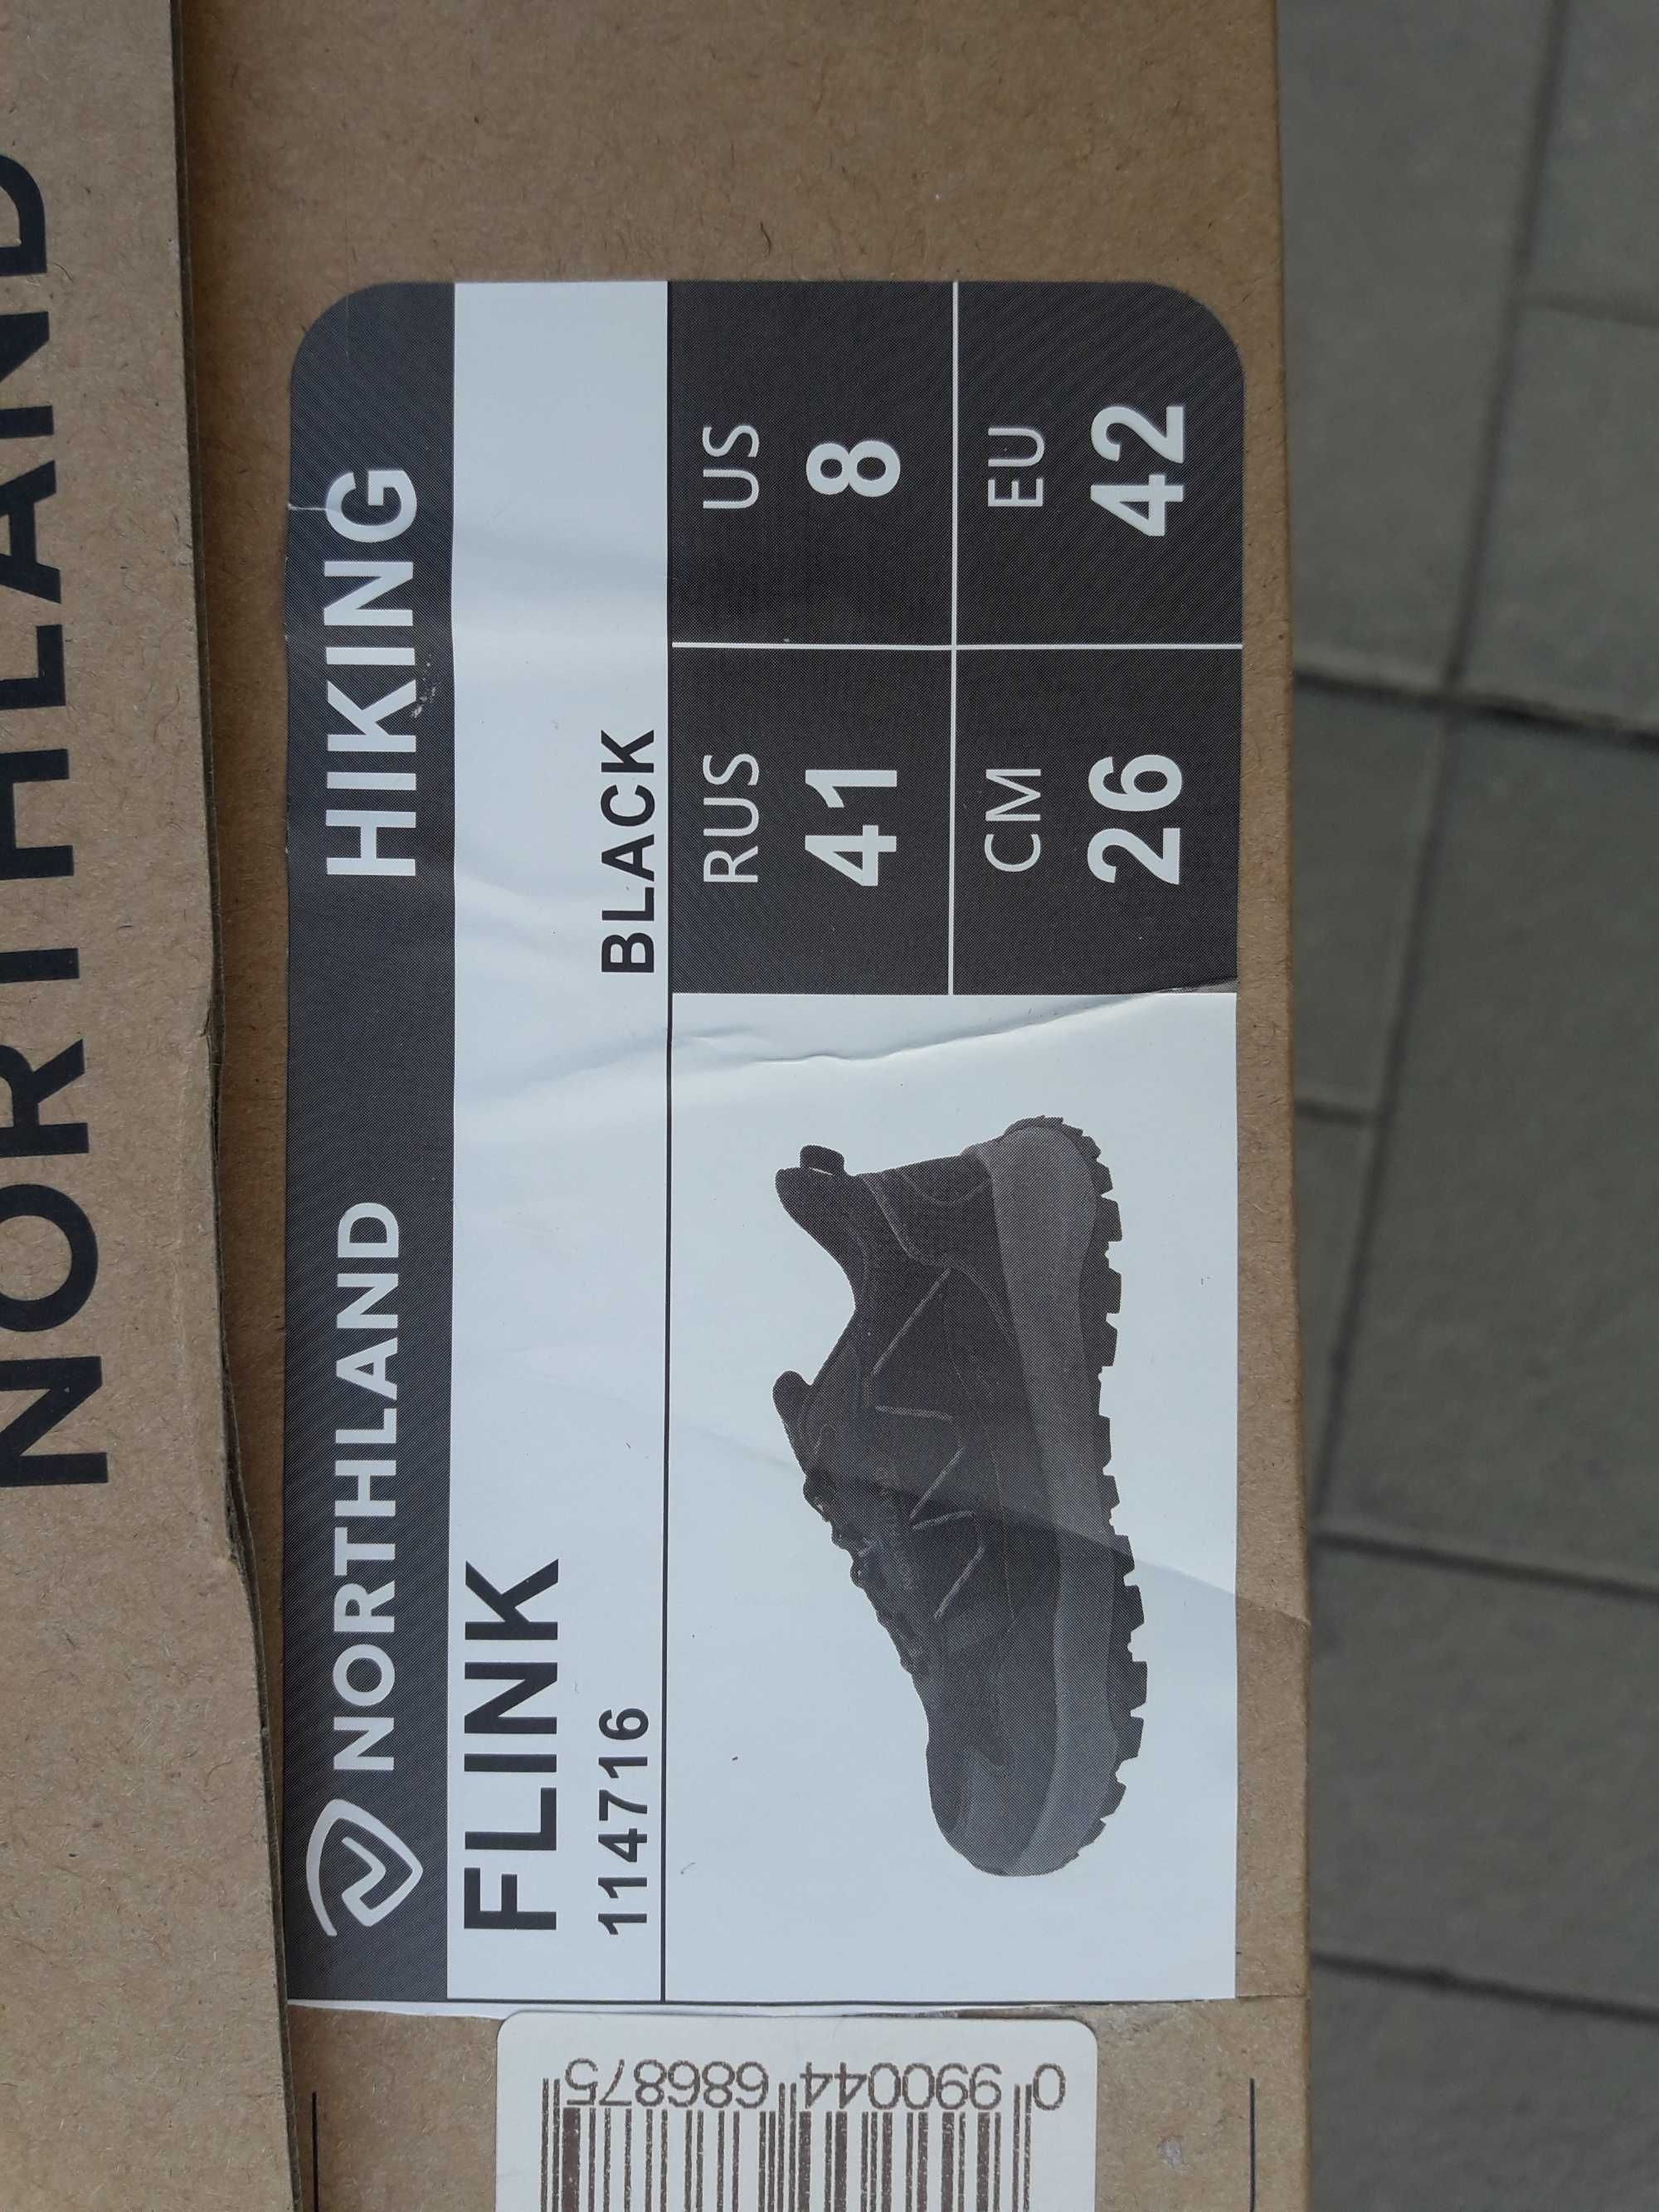 NORTHLAND
NORTHLAND HIKING
FLINK
114716 BLACK
RUS
41
US
8
CM
26
EU
42
0 990044 686875